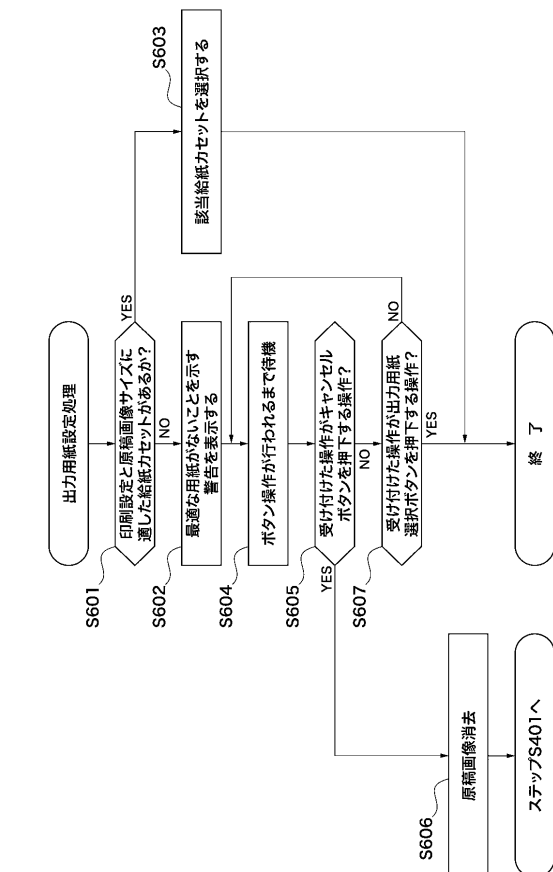 出力用紙設定処理
S601
印刷設定と原稿画像サイズに
適した給紙カセットがあるか?
YES
NO
S603
該当給紙カセットを選択する
S602
最適な用紙がないことを示す
警告を表示する
S604
ボタン操作が行われるまで待機
S605
受け付けた操作がキャンセル
ボタンを押下する操作?
YES
NO
S607
受け付けた操作が出力用紙
選択ボタンを押下する操作?
NO
YES
S606
原稿画像消去
ステップS401へ
終 了